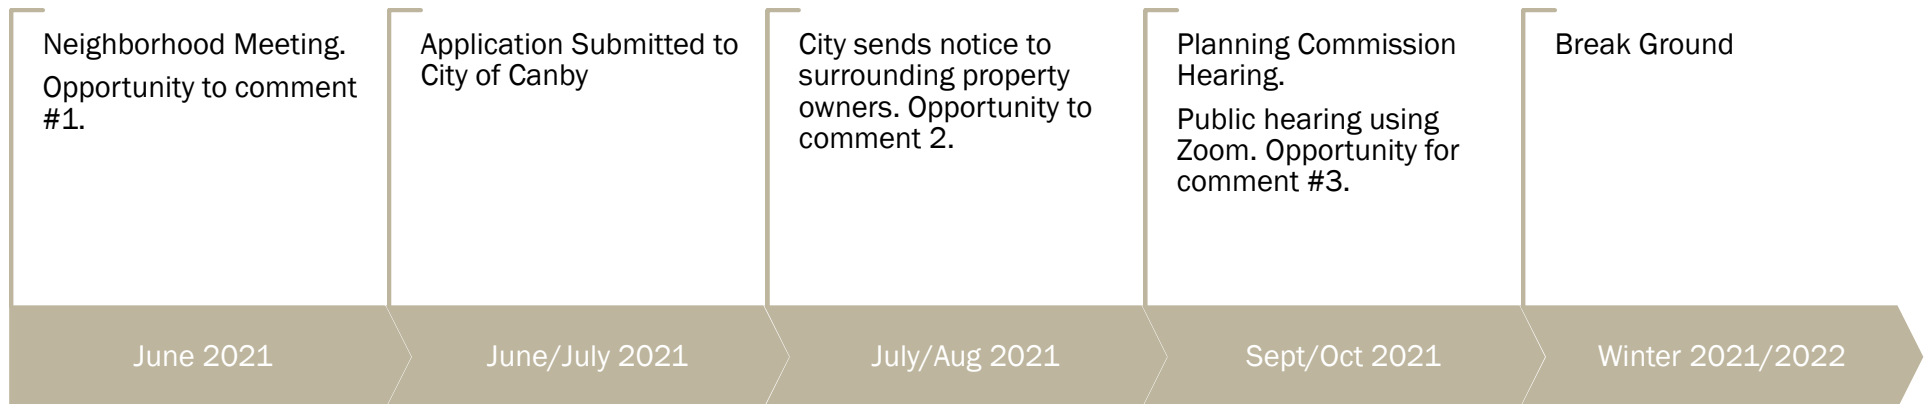 Neighborhood Meeting.
Opportunity to comment
#1.
Application Submitted to
City of Canby
City sends notice to
surrounding property
owners. Opportunity to
comment 2.
Planning Commission
Hearing.
Public hearing using
Zoom. Opportunity for
comment #3.
Break Ground
June 2021
June/July 2021
July/Aug 2021
Sept/Oct 2021
Winter 2021/2022